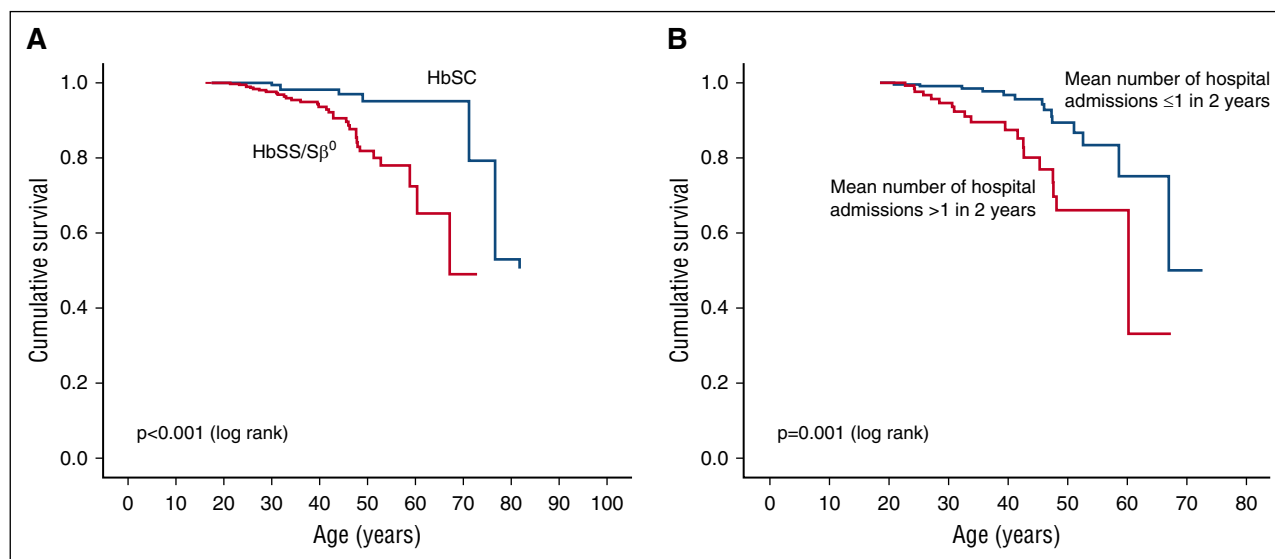 A
Cumulative survival
1.0
0.8
0.6
0.4
0.2
0.0
HbSC
HbSS/Sβ⁰
p<0.001 (log rank)
0 10 20 30 40 50 60 70 80 90 100
Age (years)
B
Cumulative survival
1.0
0.8
0.6
0.4
0.2
0.0
Mean number of hospital
admissions ≤1 in 2 years
Mean number of hospital
admissions >1 in 2 years
p=0.001 (log rank)
0 10 20 30 40 50 60 70 80
Age (years)